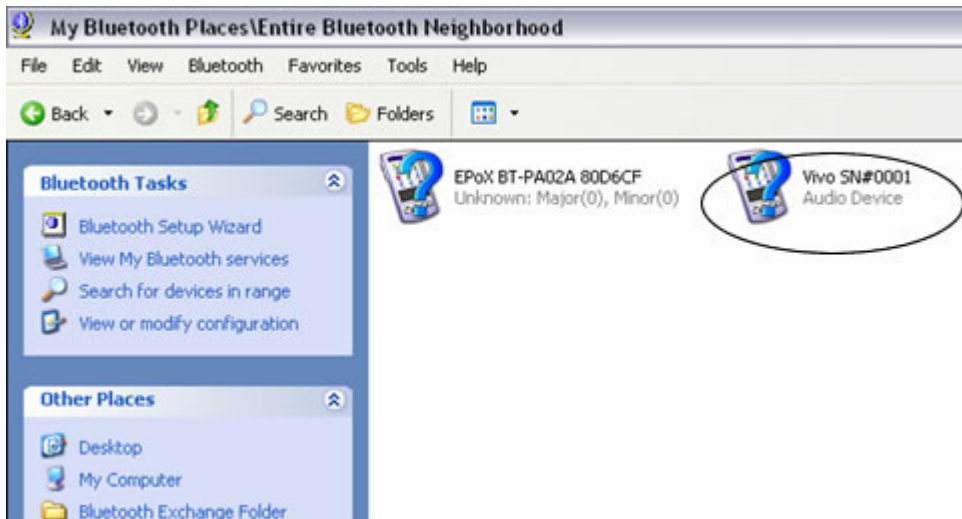 My Bluetooth Places\Entire Bluetooth Neighborhood
File Edit View Bluetooth Favorites Tools Help
Back Search Folders
Bluetooth Tasks
Bluetooth Setup Wizard
View My Bluetooth services
Search for devices in range
View or modify configuration
Other Places
Desktop
My Computer
Bluetooth Exchange Folder
EPoX BT-PA02A 80D6CF
Unknown: Major(0), Minor(0)
Vivo SN#0001
Audio Device